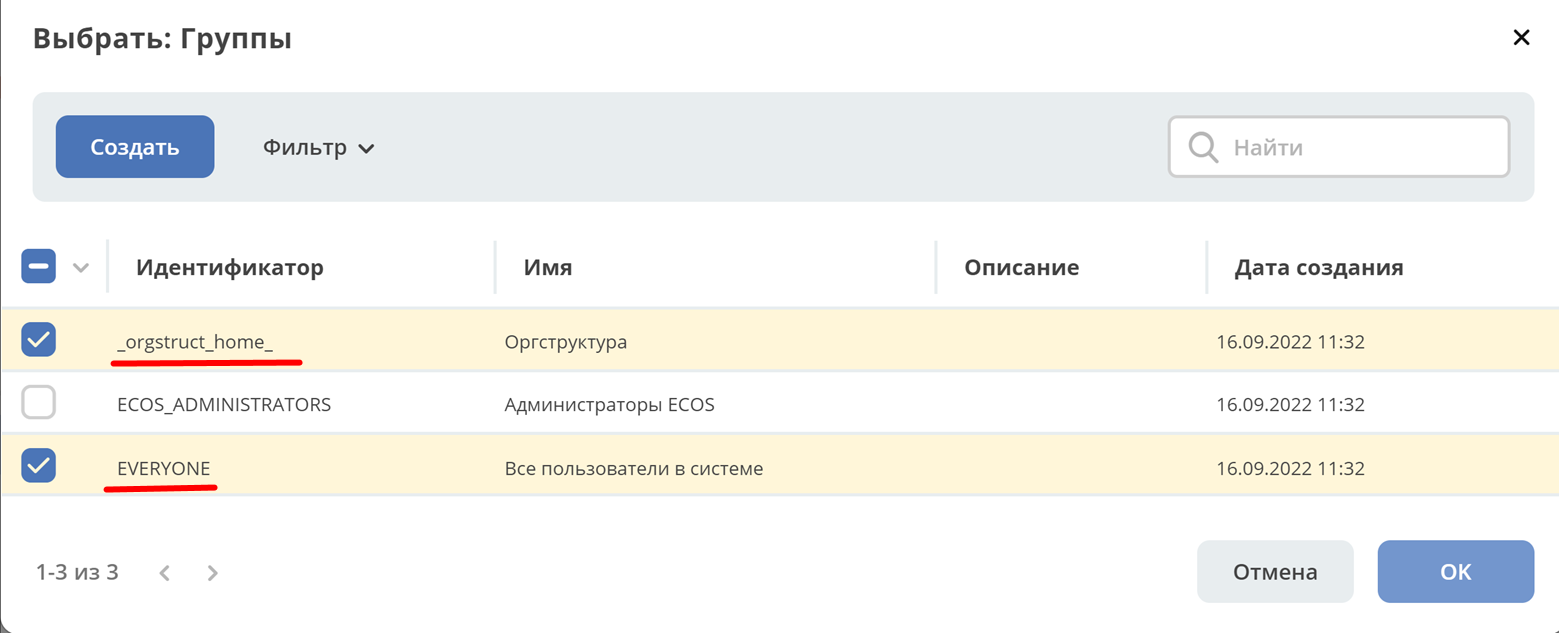 Выбрать: Группы
Создать Фильтр Найти
Идентификатор Имя Описание Дата создания
_orgstruct_home_ Оргструктура 16.09.2022 11:32
ECOS_ADMINISTRATORS Администраторы ECOS 16.09.2022 11:32
EVERYONE Все пользователи в системе 16.09.2022 11:32
1-3 из 3 Отмена OK